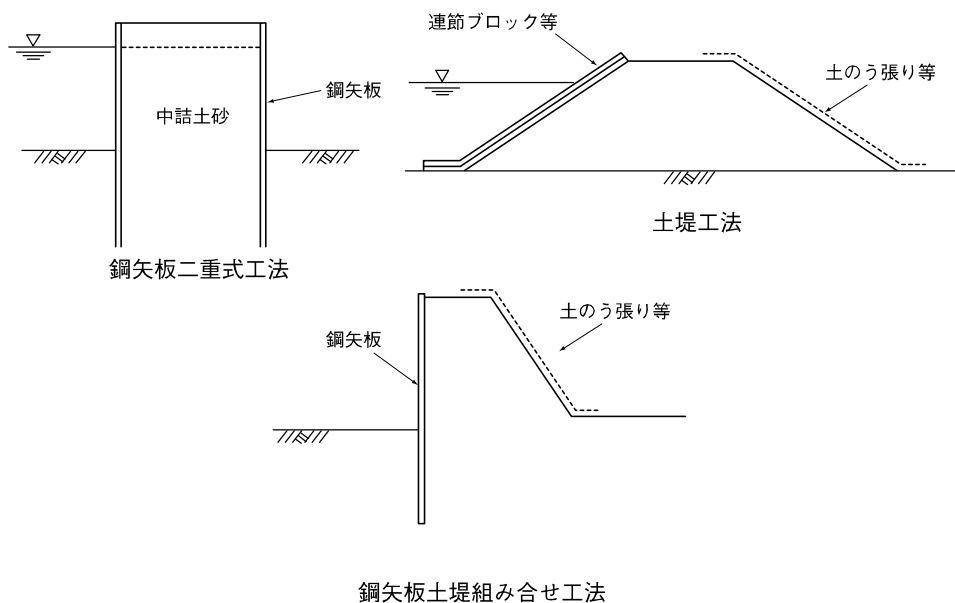 連節ブロック等
鋼矢板
中詰土砂
土のう張り等
土堤工法
鋼矢板二重式工法
鋼矢板
土のう張り等
鋼矢板土堤組み合せ工法